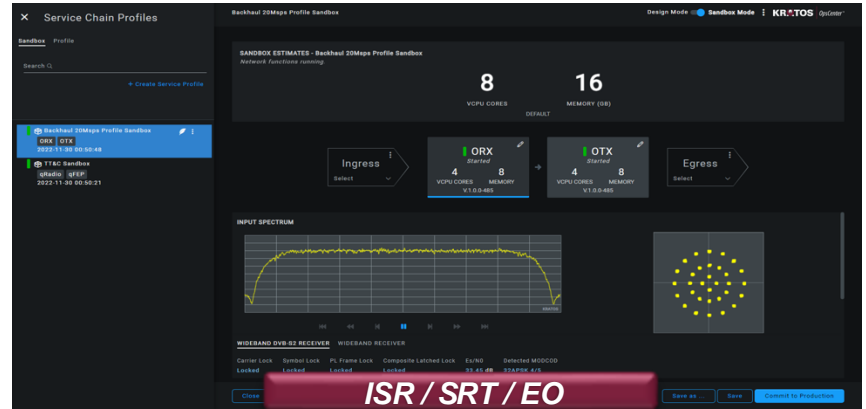 × Service Chain Profiles
Sandbox Profile
Search
+ Create Service Profile
Backhaul 20Msps Profile Sandbox
ORX OTX
2022-11-30 00:50:48
TT&C Sandbox
qRadio qFEP
2022-11-30 00:50:21
Backhaul 20Msps Profile Sandbox
Design Mode Sandbox Mode KRATOS OpsCenter
SANDBOX ESTIMATES - Backhaul 20Msps Profile Sandbox
Network functions running
8 16
VCPU CORES MEMORY (GB)
DEFAULT
Ingress
Select
ORX
Started
4 8
VCPU CORES MEMORY
V.1.0.0-485
OTX
Started
4 8
VCPU CORES MEMORY
V.1.0.0-485
Egress
Select
INPUT SPECTRUM
KRATOS
WIDEBAND DVB-S2 RECEIVER WIDEBAND RECEIVER
Carrier Lock Symbol Lock PL Frame Lock Composite Latched Lock Es/N0 Detected MODCOD
Locked Locked Locked Locked 33.45 dB 32APSK 4/5
Close ISR / SRT / EO Save as ... Save Commit to Production